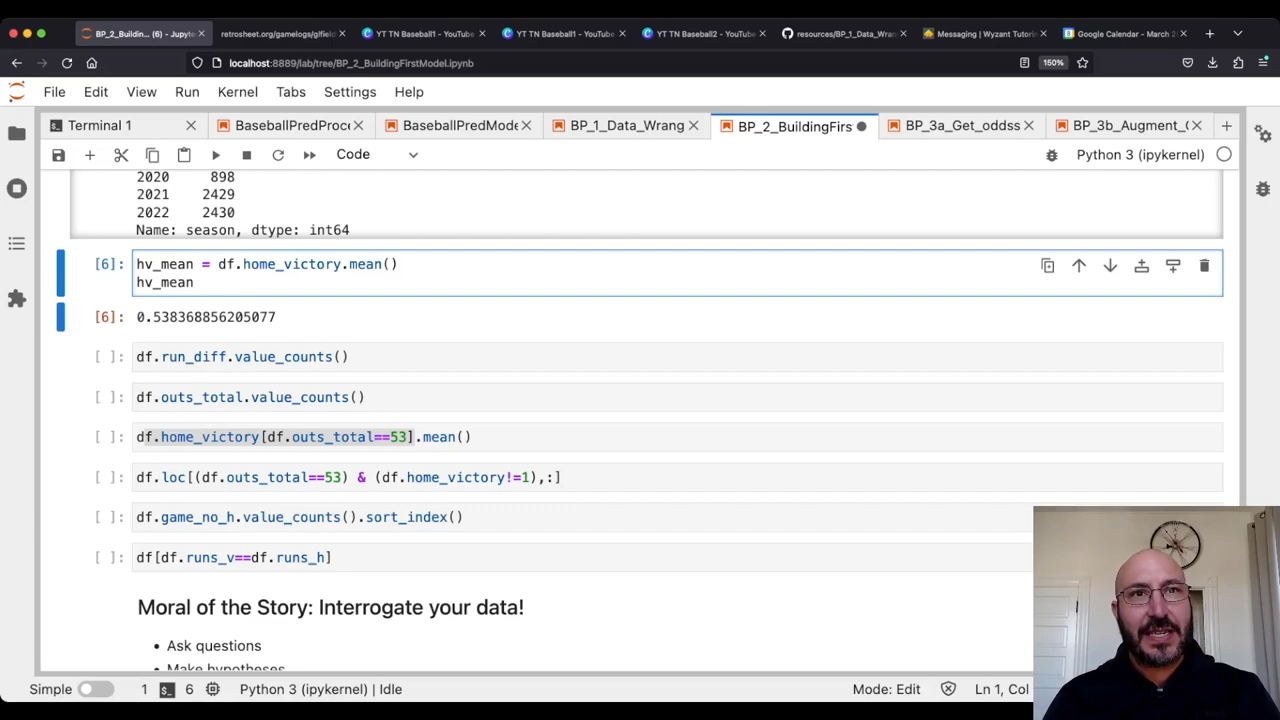 BP_2_Buildin... (6) - Jupyte
retrosheet.org/gamelogs/glfield
YT TN Baseball1 - YouTube
YT TN Baseball1 - YouTube
YT TN Baseball2 - YouTube
resources/BP_1_Data_Wra
Messaging | Wyzant Tutori
Google Calendar - March 2
localhost:8889/lab/tree/BP_2_BuildingFirstModel.ipynb
150%
File Edit View Run Kernel Tabs Settings Help
Terminal 1
BaseballPredProc
BaseballPredMode
BP_1_Data_Wrang
BP_2_BuildingFirs
BP_3a_Get_oddss
BP_3b_Augment_
Code
Python 3 (ipykernel)
2020 898
2021 2429
2022 2430
Name: season, dtype: int64
[6]: hv_mean = df.home_victory.mean()
hv_mean
[6]: 0.538368856205077
[ ]: df.run_diff.value_counts()
[ ]: df.outs_total.value_counts()
[ ]: df.home_victory[df.outs_total==53].mean()
[ ]: df.loc[(df.outs_total==53) & (df.home_victory!=1),:]
[ ]: df.game_no_h.value_counts().sort_index()
[ ]: df[df.runs_v==df.runs_h]
Moral of the Story: Interrogate your data!
• Ask questions
• Make hypotheses
Simple 1 6 Python 3 (ipykernel) | Idle Mode: Edit Ln 1, Col